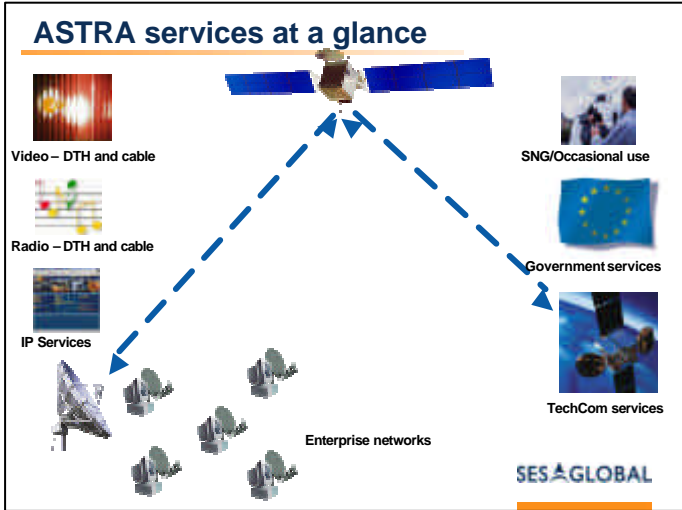 ASTRA services at a glance
Video – DTH and cable
Radio – DTH and cable
IP Services
SNG/Occasional use
Government services
TechCom services
Enterprise networks
SES GLOBAL